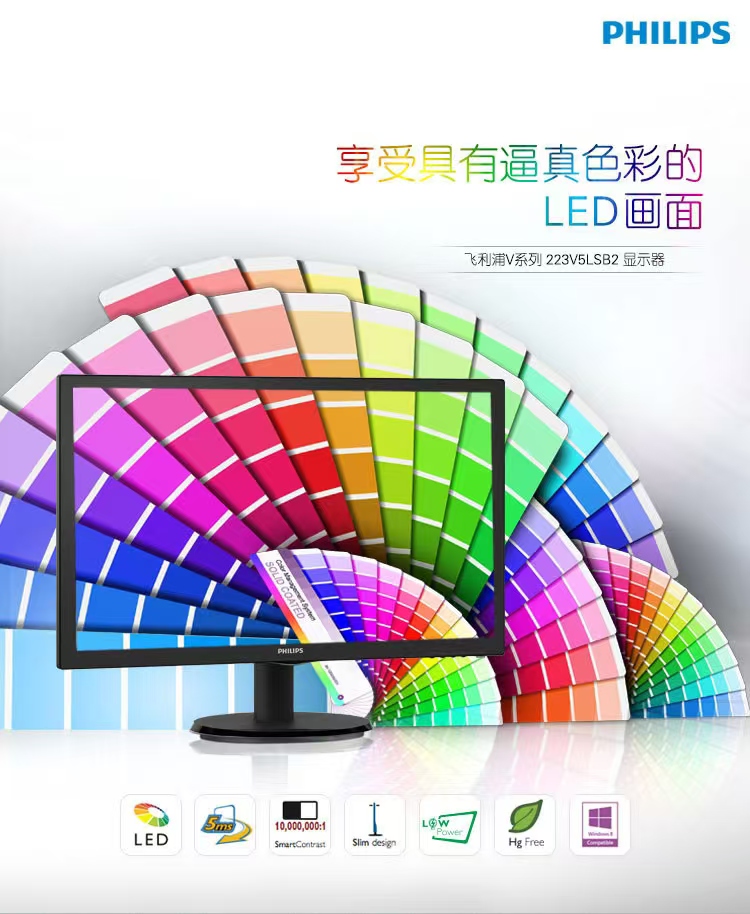 PHILIPS
享受具有逼真色彩的
LED画面
飞利浦V系列 223V5LSB2 显示器
Color Management System
SOLID COATED
PHILIPS
LED
5ms
10,000,000:1
SmartContrast
Slim design
LOW
Power
Hg Free
Windows 8
Compatible